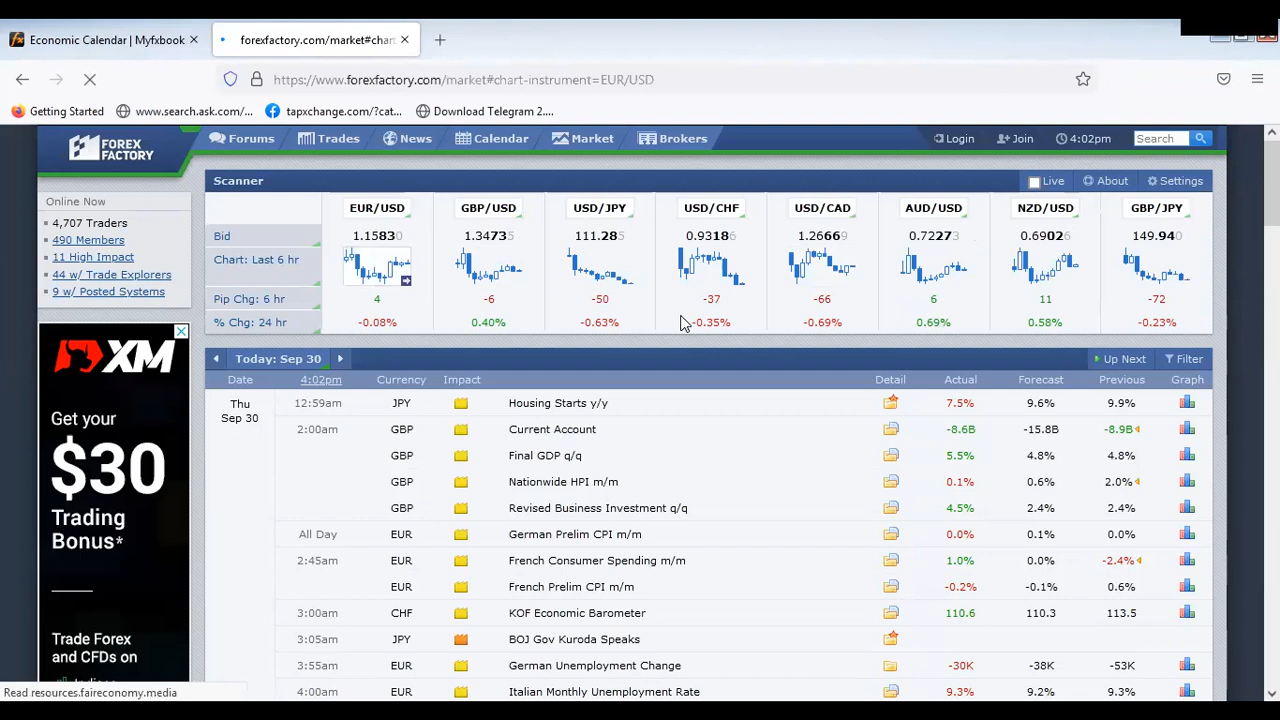 Economic Calendar | Myfxbook
forexfactory.com/market#char
https://www.forexfactory.com/market#chart-instrument=EUR/USD
Getting Started www.search.ask.com/... tapxchange.com/?cat... Download Telegram 2....
FOREX FACTORY Forums Trades News Calendar Market Brokers Login Join 4:02pm Search
Scanner Live About Settings
Online Now
4,707 Traders
490 Members
11 High Impact
44 w/ Trade Explorers
9 w/ Posted Systems
EUR/USD GBP/USD USD/JPY USD/CHF USD/CAD AUD/USD NZD/USD GBP/JPY
Bid 1.15830 1.34735 111.285 0.93186 1.26669 0.72273 0.69026 149.940
Chart: Last 6 hr
Pip Chg: 6 hr 4 -6 -50 -37 -66 6 11 -72
% Chg: 24 hr -0.08% 0.40% -0.63% -0.35% -0.69% 0.69% 0.58% -0.23%
Today: Sep 30 Up Next Filter
Date 4:02pm Currency Impact Detail Actual Forecast Previous Graph
Thu Sep 30 12:59am JPY Housing Starts y/y 7.5% 9.6% 9.9%
2:00am GBP Current Account -8.6B -15.8B -8.9B
GBP Final GDP q/q 5.5% 4.8% 4.8%
GBP Nationwide HPI m/m 0.1% 0.6% 2.0%
GBP Revised Business Investment q/q 4.5% 2.4% 2.4%
All Day EUR German Prelim CPI m/m 0.0% 0.1% 0.0%
2:45am EUR French Consumer Spending m/m 1.0% 0.0% -2.4%
EUR French Prelim CPI m/m -0.2% -0.1% 0.6%
3:00am CHF KOF Economic Barometer 110.6 110.3 113.5
3:05am JPY BOJ Gov Kuroda Speaks
3:55am EUR German Unemployment Change -30K -38K -53K
4:00am EUR Italian Monthly Unemployment Rate 9.3% 9.2% 9.3%
XM
Get your
$30
Trading
Bonus*
Trade Forex
and CFDs on
Read resources.faireconomy.media